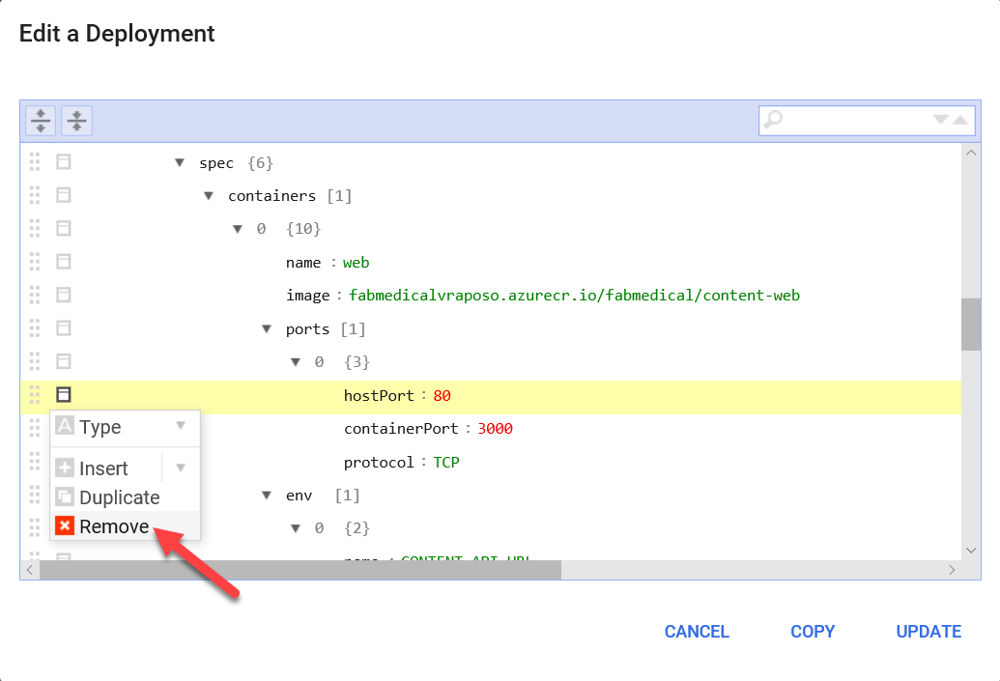 Edit a Deployment
spec {6}
containers [1]
0 {10}
name : web
image : fabmedicalvraposo.azurecr.io/fabmedical/content-web
ports [1]
0 {3}
hostPort : 80
containerPort : 3000
protocol : TCP
env [1]
0 {2}
name : CONTENT_API_URL
A Type
Insert
Duplicate
Remove
CANCEL COPY UPDATE